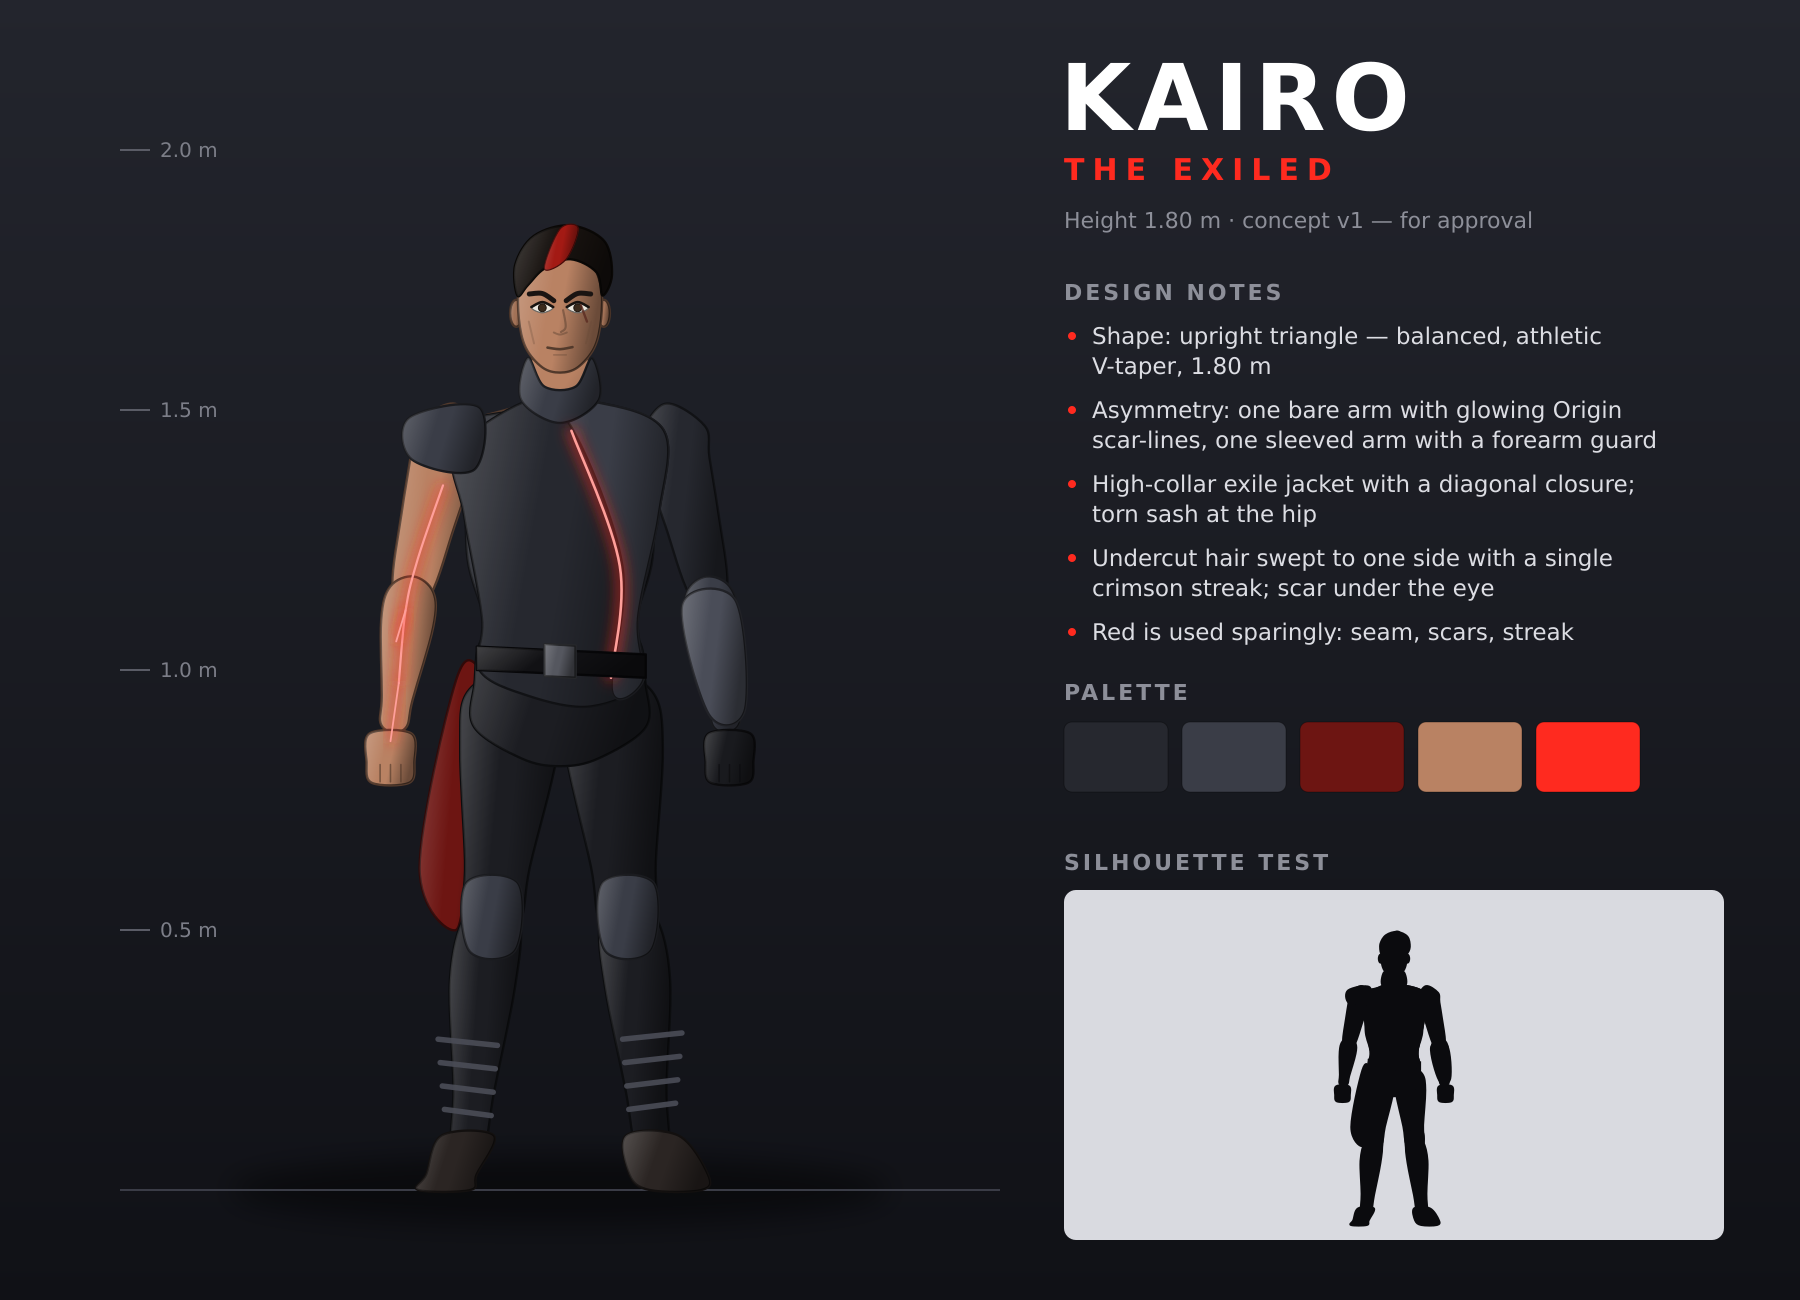 KAIRO
THE EXILED
Height 1.80 m · concept v1 — for approval
DESIGN NOTES
• Shape: upright triangle — balanced, athletic
V-taper, 1.80 m
• Asymmetry: one bare arm with glowing Origin
scar-lines, one sleeved arm with a forearm guard
• High-collar exile jacket with a diagonal closure;
torn sash at the hip
• Undercut hair swept to one side with a single
crimson streak; scar under the eye
• Red is used sparingly: seam, scars, streak
PALETTE
SILHOUETTE TEST
2.0 m
1.5 m
1.0 m
0.5 m